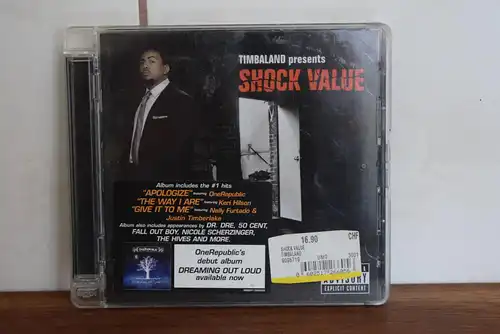 TIMBALAND presents
SHOCK VALUE
Album includes the #1 hits
"APOLOGIZE" featuring OneRepublic
"THE WAY I ARE" featuring Keri Hilson
"GIVE IT TO ME" featuring Nelly Furtado &
Justin Timberlake
Album also includes appearances by DR. DRE, 50 CENT,
FALL OUT BOY, NICOLE SCHERZINGER,
THE HIVES AND MORE.
OneRepublic's
debut album
DREAMING OUT LOUD
available now
16.90 CHF
SHOCK VALUE
TIMBALAND
ADVISORY
EXPLICIT CONTENT